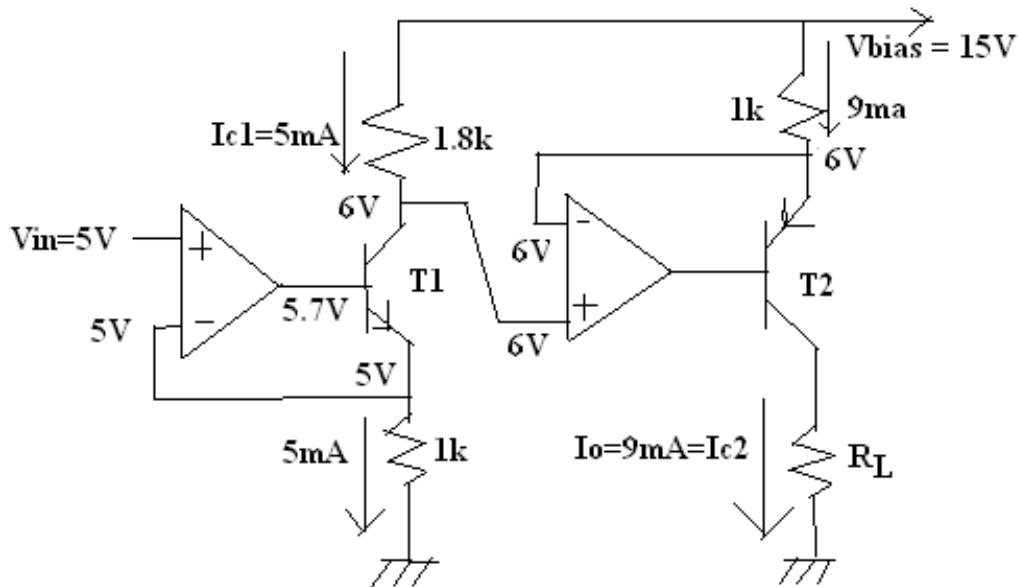 Vbias = 15V
Ic1=5mA
1.8k
1k
9ma
6V
6V
Vin=5V
+
-
5V
5.7V
T1
6V
-
+
6V
T2
5V
5mA
1k
Io=9mA=Ic2
RL